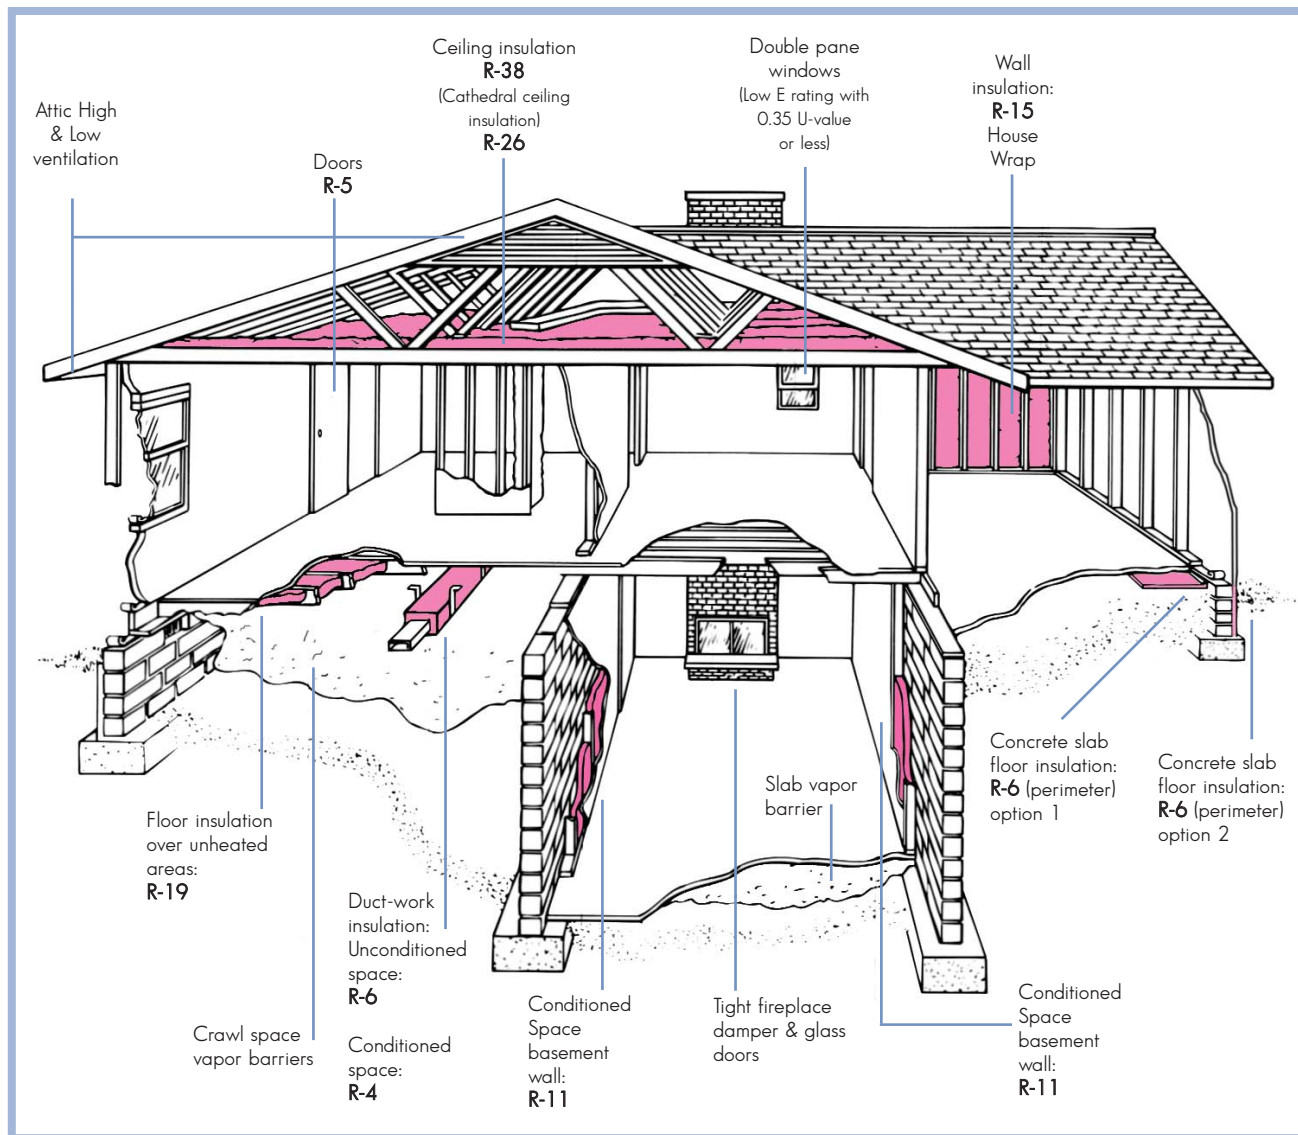 Attic High
& Low
ventilation
Doors
R-5
Ceiling insulation
R-38
(Cathedral ceiling
insulation)
R-26
Double pane
windows
(Low E rating with
0.35 U-value
or less)
Wall
insulation:
R-15
House
Wrap
Floor insulation
over unheated
areas:
R-19
Crawl space
vapor barriers
Duct-work
insulation:
Unconditioned
space:
R-6
Conditioned
space:
R-4
Conditioned
Space
basement
wall:
R-11
Tight fireplace
damper & glass
doors
Slab vapor
barrier
Conditioned
Space
basement
wall:
R-11
Concrete slab
floor insulation:
R-6 (perimeter)
option 1
Concrete slab
floor insulation:
R-6 (perimeter)
option 2